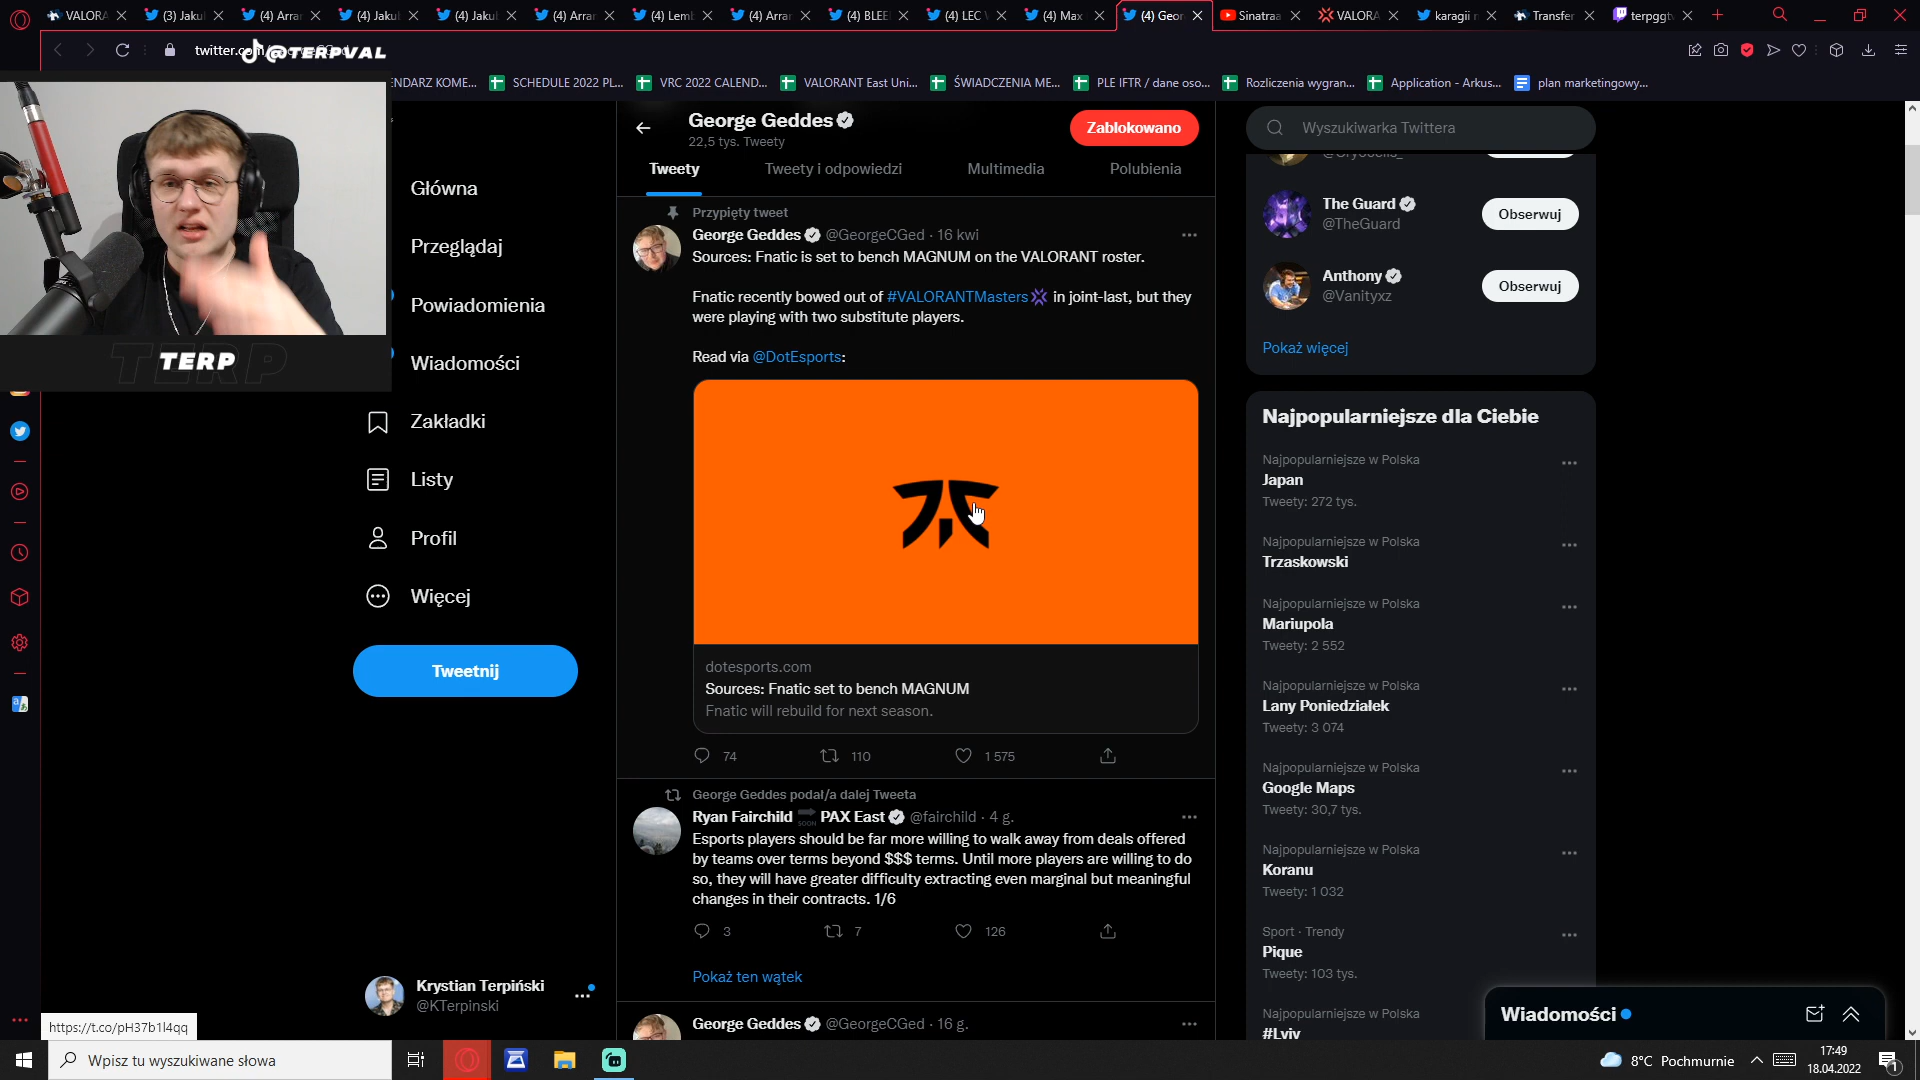 VALORA
(3) Jaku
(4) Arra
(4) Jaku
(4) Jaku
(4) Arra
(4) Lem
(4) Arra
(4) BLEE
(4) LEC
(4) Max
(4) Geor
Sinatraa
VALORA
karagii
Transfer
terpggtv
twitter.co
@TERPVAL
ENDARZ KOME...
SCHEDULE 2022 PL...
VRC 2022 CALEND...
VALORANT East Uni...
ŚWIADCZENIA ME...
PLE IFTR / dane oso...
Rozliczenia wygran...
Application - Arkus...
plan marketingowy...
TERP
Główna
Przeglądaj
Powiadomienia
Wiadomości
Zakładki
Listy
Profil
Więcej
Tweetnij
Krystian Terpiński
@KTerpinski
George Geddes
22,5 tys. Tweety
Zablokowano
Tweety
Tweety i odpowiedzi
Multimedia
Polubienia
Przypięty tweet
George Geddes @GeorgeCGed · 16 kwi
Sources: Fnatic is set to bench MAGNUM on the VALORANT roster.
Fnatic recently bowed out of #VALORANTMasters in joint-last, but they
were playing with two substitute players.
Read via @DotEsports:
dotesports.com
Sources: Fnatic set to bench MAGNUM
Fnatic will rebuild for next season.
74
110
1 575
George Geddes podał/a dalej Tweeta
Ryan Fairchild SOON PAX East @fairchild · 4 g.
Esports players should be far more willing to walk away from deals offered
by teams over terms beyond $$$ terms. Until more players are willing to do
so, they will have greater difficulty extracting even marginal but meaningful
changes in their contracts. 1/6
3
7
126
Pokaż ten wątek
George Geddes @GeorgeCGed · 16 g.
Wyszukiwarka Twittera
The Guard
@TheGuard
Obserwuj
Anthony
@Vanityxz
Obserwuj
Pokaż więcej
Najpopularniejsze dla Ciebie
Najpopularniejsze w Polska
Japan
Tweety: 272 tys.
Najpopularniejsze w Polska
Trzaskowski
Najpopularniejsze w Polska
Mariupola
Tweety: 2 552
Najpopularniejsze w Polska
Lany Poniedziałek
Tweety: 3 074
Najpopularniejsze w Polska
Google Maps
Tweety: 30,7 tys.
Najpopularniejsze w Polska
Koranu
Tweety: 1 032
Sport · Trendy
Pique
Tweety: 103 tys.
Najpopularniejsze w Polska
#Lviv
Wiadomości
https://t.co/pH37b1l4qq
Wpisz tu wyszukiwane słowa
8°C Pochmurnie
17:49
18.04.2022
1